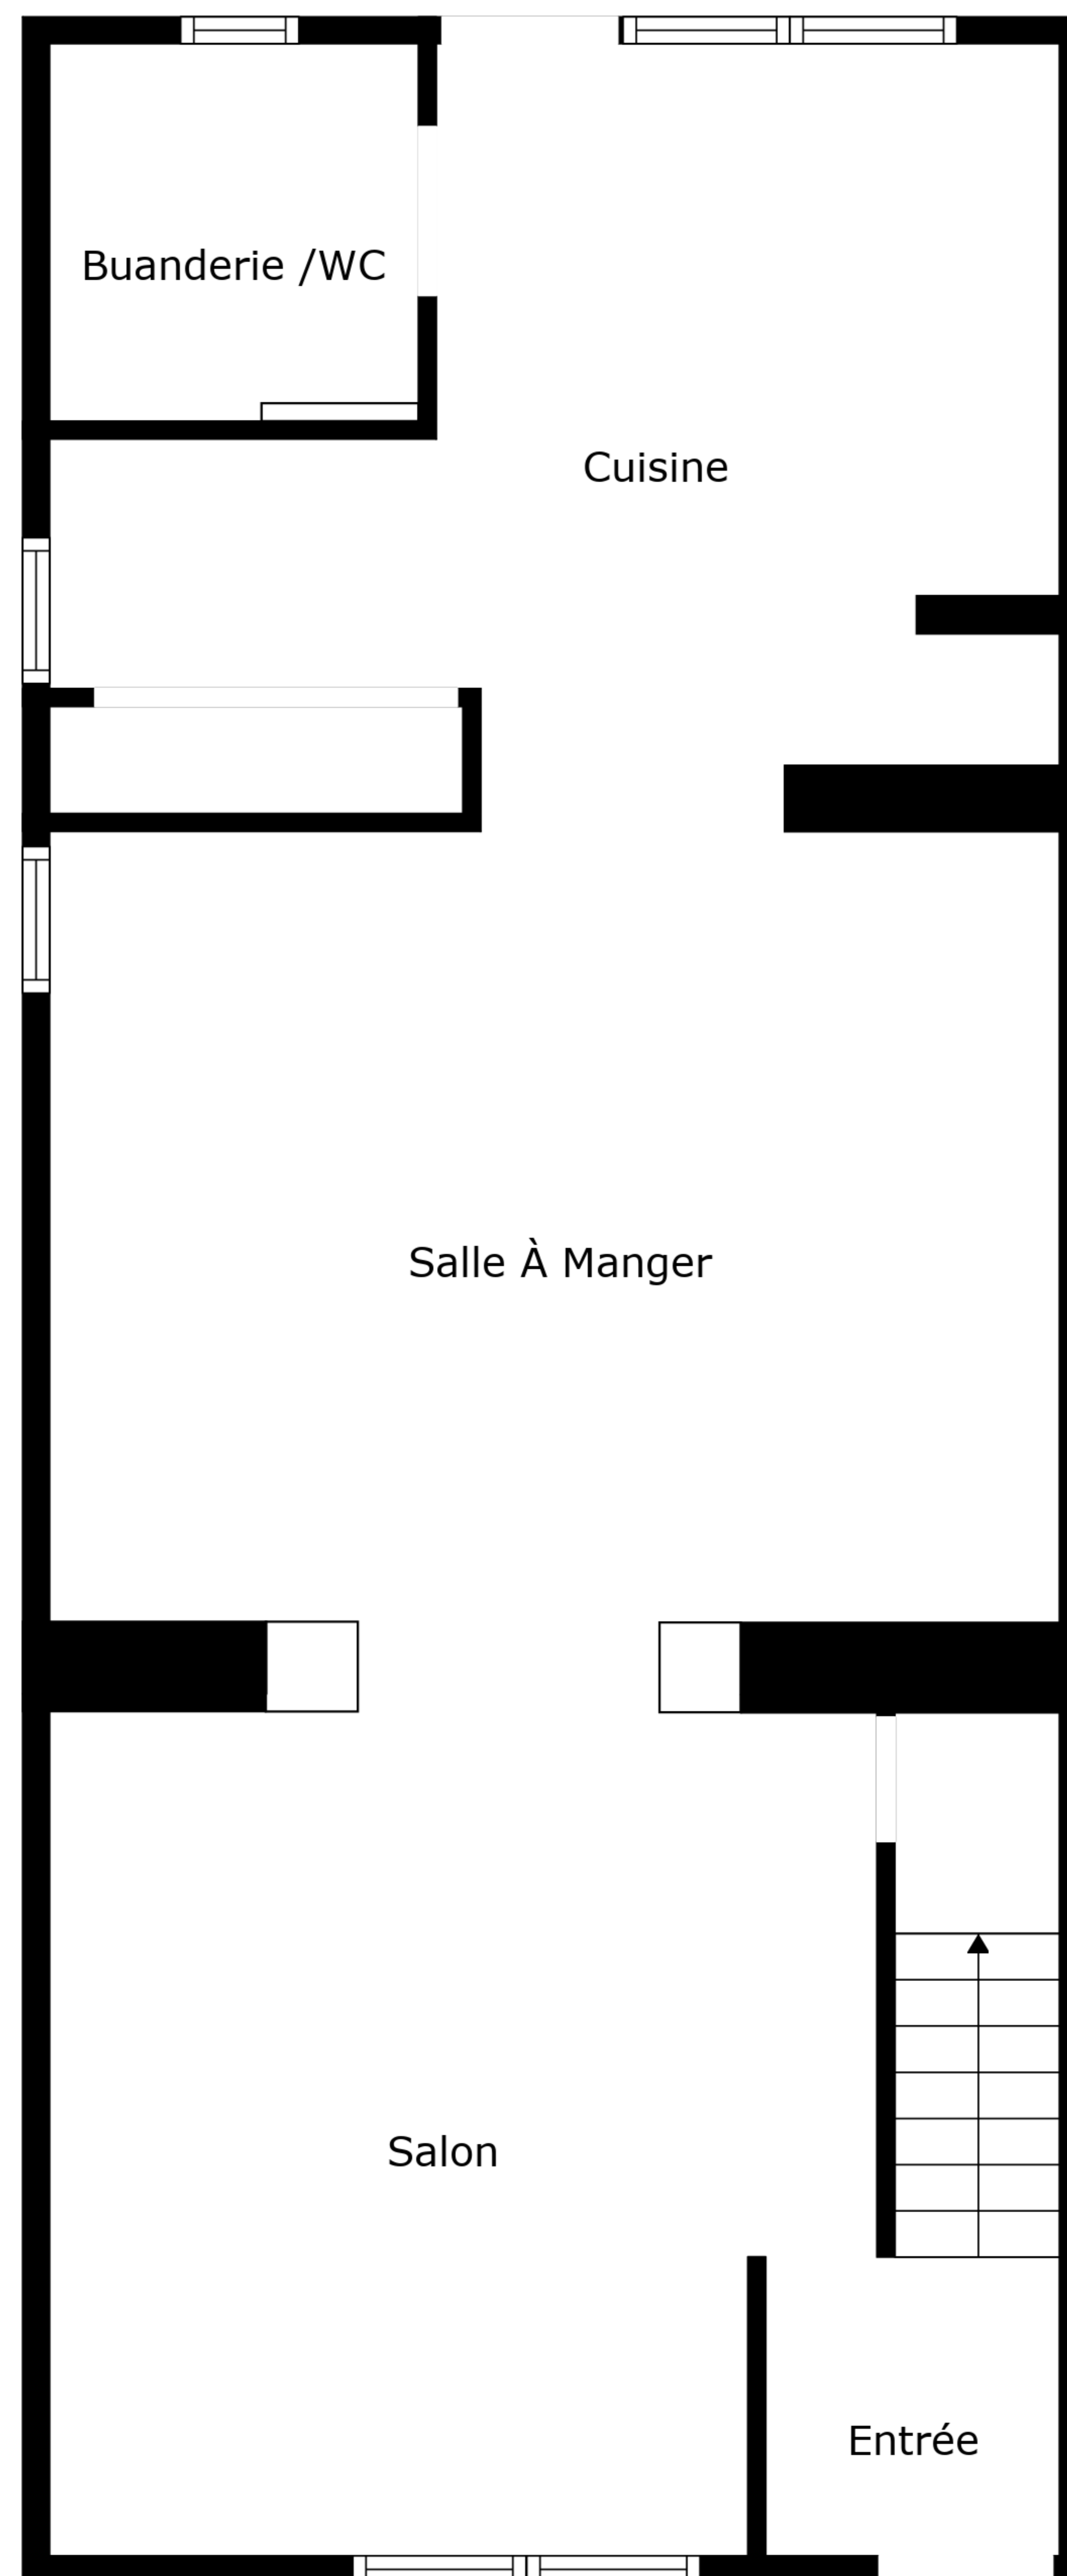 Buanderie /WC
Cuisine
Salle À Manger
Salon
Entrée